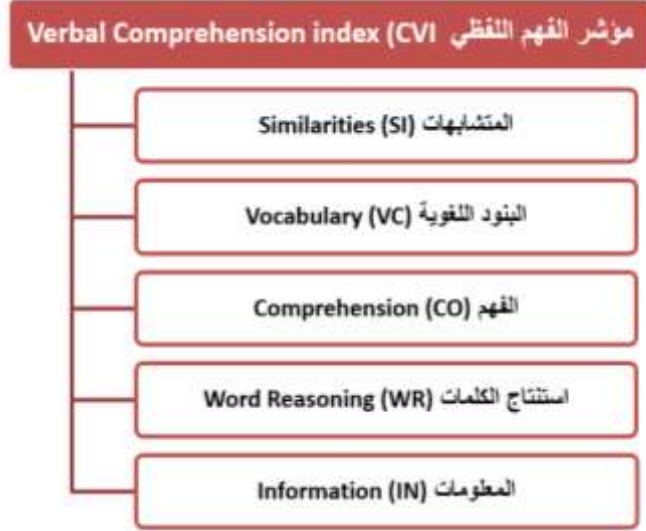 مؤشر الفهم اللفظي Verbal Comprehension index (CVI
المتشابهات Similarities (SI)
البنود اللغوية Vocabulary (VC)
الفهم Comprehension (CO)
استنتاج الكلمات Word Reasoning (WR)
المعلومات Information (IN)